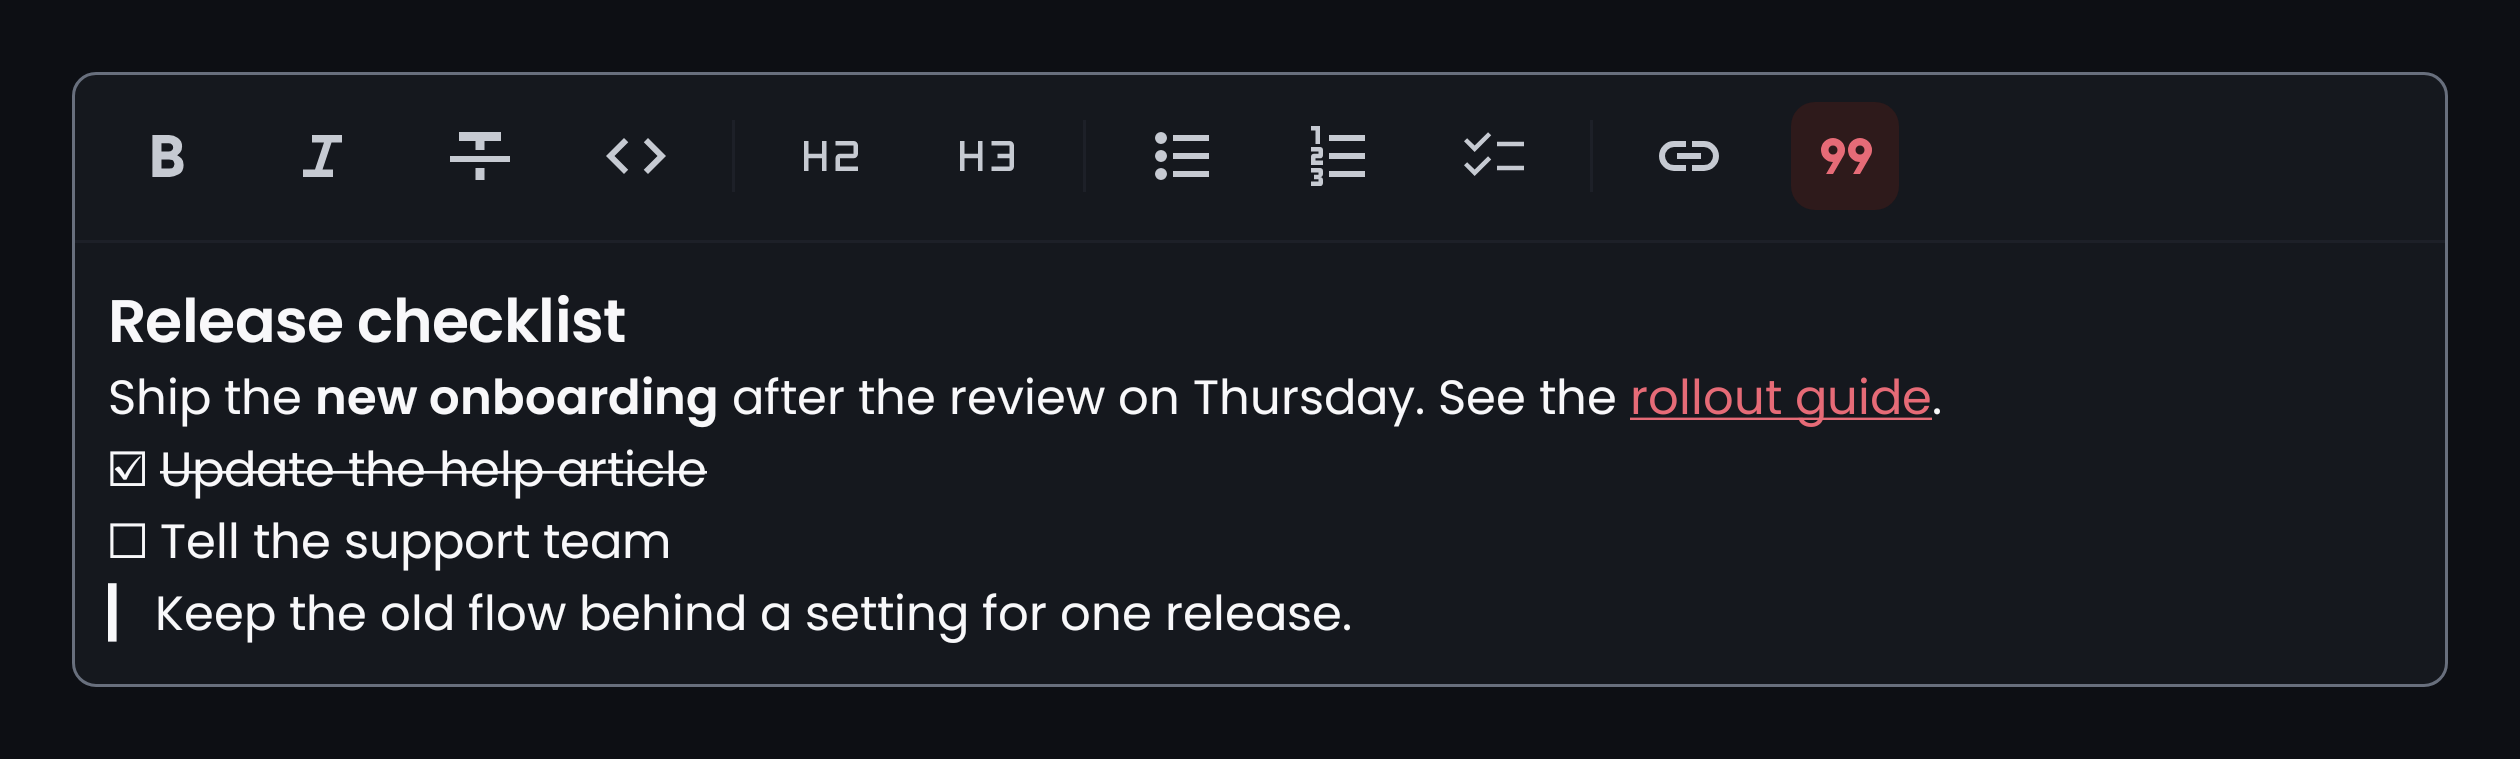 B I T <> H2 H3 99
Release checklist
Ship the new onboarding after the review on Thursday. See the rollout guide.
☑ Update the help article
☐ Tell the support team
Keep the old flow behind a setting for one release.